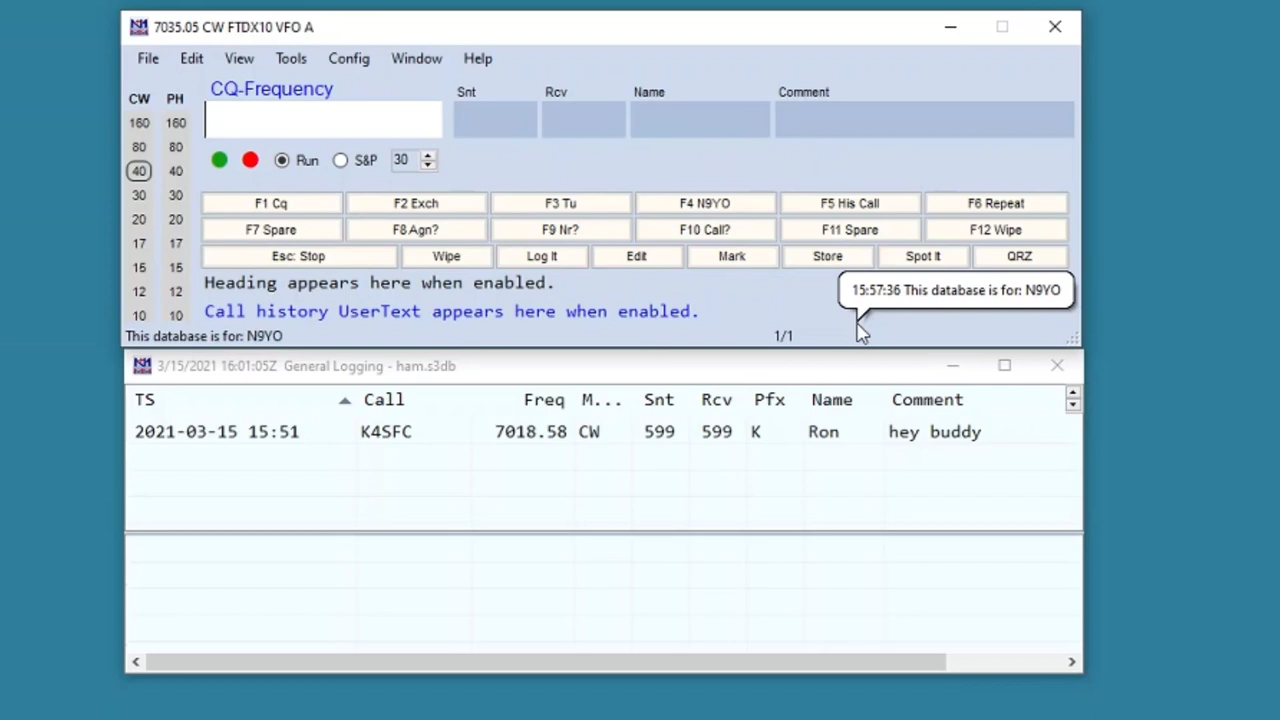 7035.05 CW FTDX10 VFO A
File Edit View Tools Config Window Help
CW PH CQ-Frequency Snt Rcv Name Comment
160 160
80 80
40 40 Run S&P 30
30 30 F1 Cq F2 Exch F3 Tu F4 N9YO F5 His Call F6 Repeat
20 20 F7 Spare F8 Agn? F9 Nr? F10 Call? F11 Spare F12 Wipe
17 17 Esc: Stop Wipe Log It Edit Mark Store Spot It QRZ
15 15 Heading appears here when enabled.
12 12 15:57:36 This database is for: N9YO
10 10 Call history UserText appears here when enabled.
This database is for: N9YO 1/1
3/15/2021 16:01:05Z General Logging - ham.s3db
TS Call Freq M... Snt Rcv Pfx Name Comment
2021-03-15 15:51 K4SFC 7018.58 CW 599 599 K Ron hey buddy